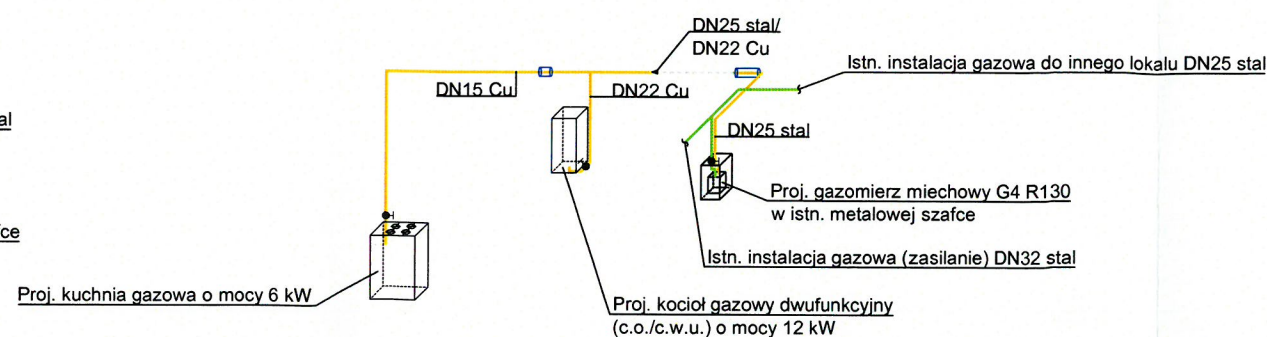 DN25 stal/
DN22 Cu
Istn. instalacja gazowa do innego lokalu DN25 stal
DN15 Cu
DN22 Cu
DN25 stal
Proj. gazomierz miechowy G4 R130
w istn. metalowej szafce
Istn. instalacja gazowa (zasilanie) DN32 stal
Proj. kuchnia gazowa o mocy 6 kW
Proj. kocioł gazowy dwufunkcyjny
(c.o./c.w.u.) o mocy 12 kW